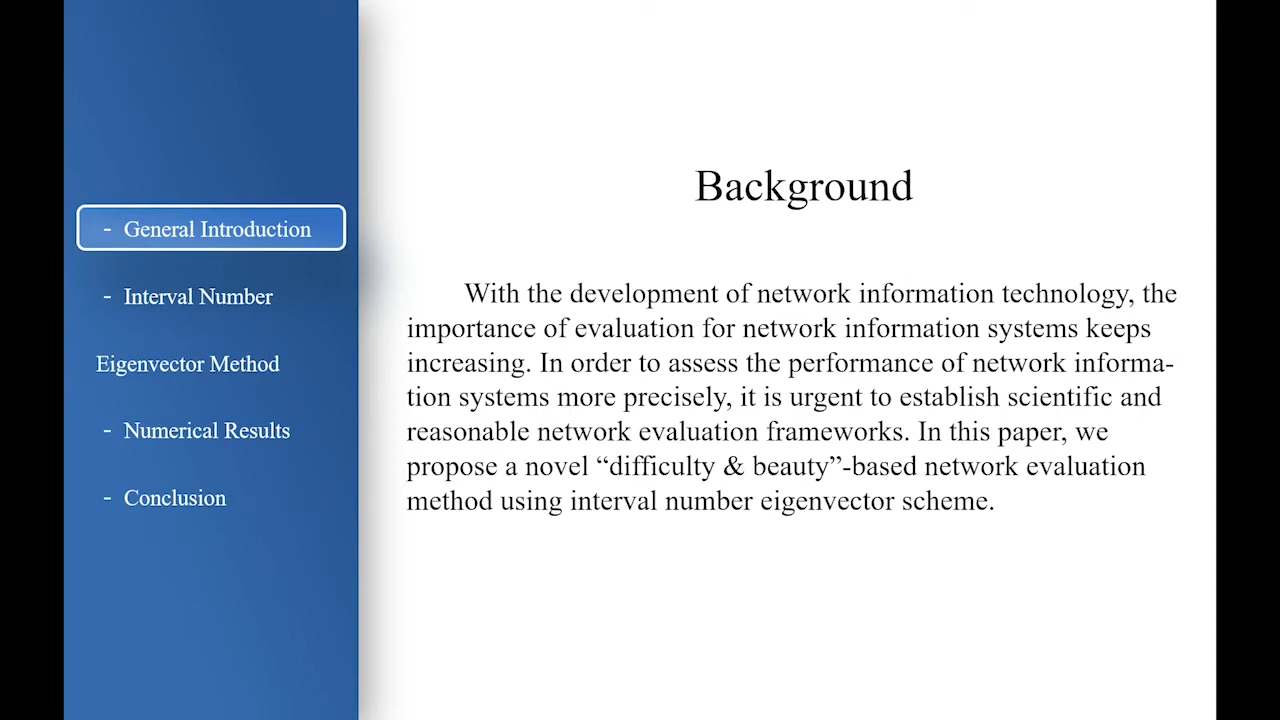 - General Introduction
- Interval Number
Eigenvector Method
- Numerical Results
- Conclusion
Background
With the development of network information technology, the
importance of evaluation for network information systems keeps
increasing. In order to assess the performance of network informa-
tion systems more precisely, it is urgent to establish scientific and
reasonable network evaluation frameworks. In this paper, we
propose a novel “difficulty & beauty”-based network evaluation
method using interval number eigenvector scheme.